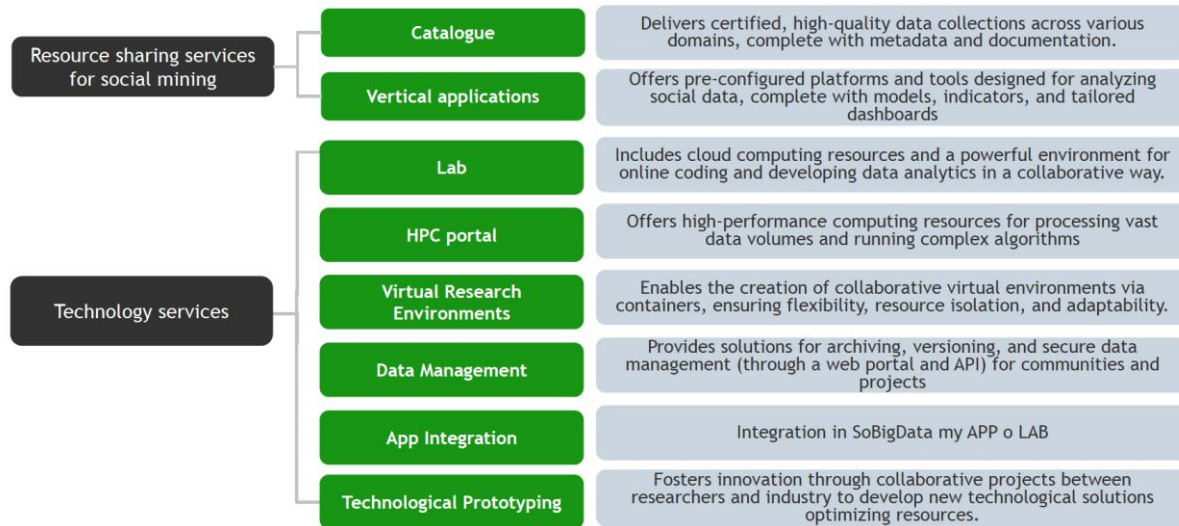 Resource sharing services
for social mining
Catalogue
Delivers certified, high-quality data collections across
various domains, complete with metadata and documentation.
Vertical applications
Offers pre-configured platforms and tools designed for analyzing
social data, complete with models, indicators, and tailored
dashboards
Technology services
Lab
Includes cloud computing resources and a powerful environment for
online coding and developing data analytics in a collaborative way.
HPC portal
Offers high-performance computing resources for processing vast
data volumes and running complex algorithms
Virtual Research
Environments
Enables the creation of collaborative virtual environments via
containers, ensuring flexibility, resource isolation, and adaptability.
Data Management
Provides solutions for archiving, versioning, and secure data
management (through a web portal and API) for communities and
projects
App Integration
Integration in SoBigData my APP o LAB
Technological Prototyping
Fosters innovation through collaborative projects between
researchers and industry to develop new technological solutions
optimizing resources.